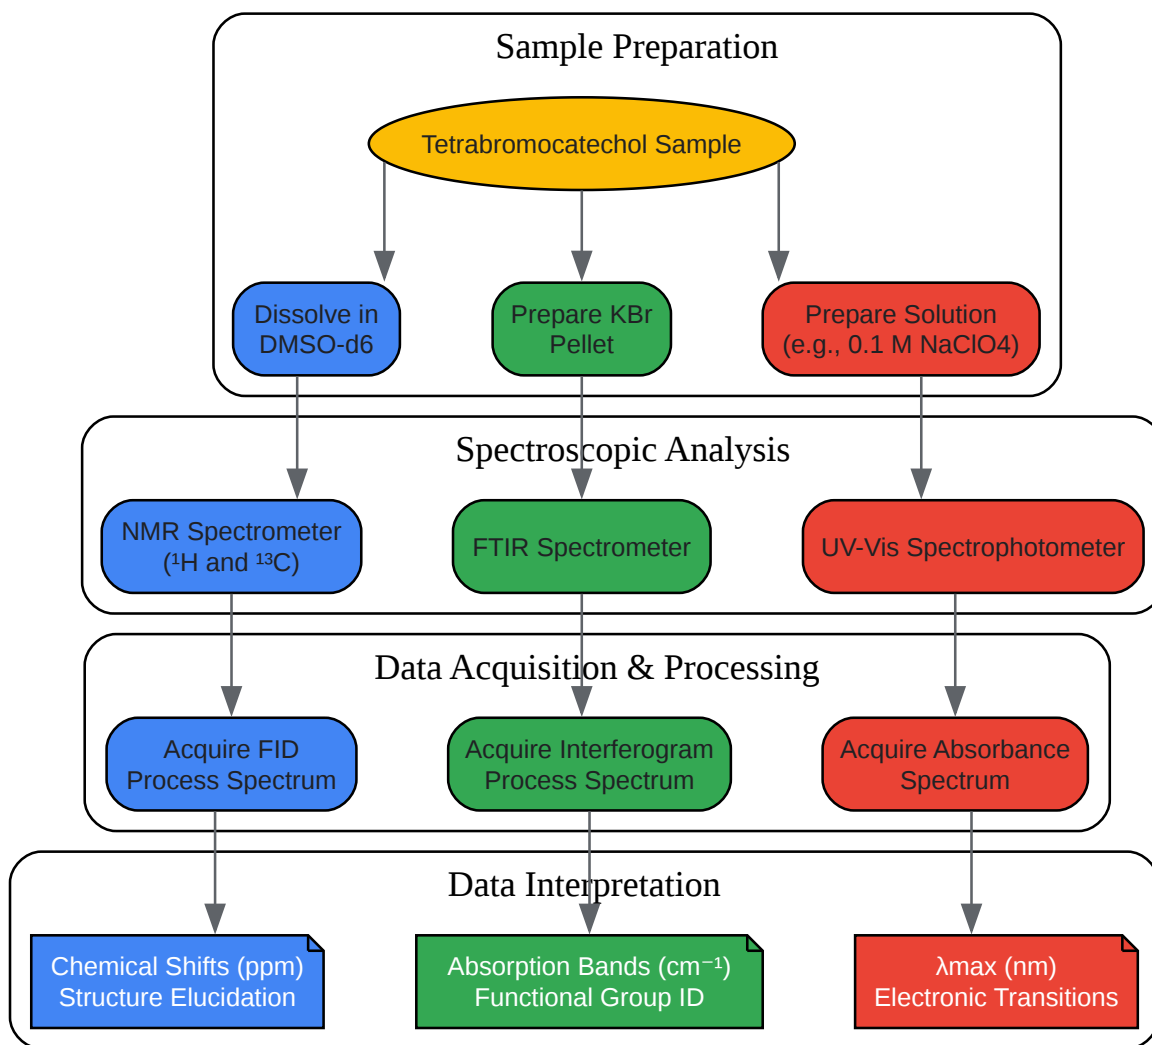 Sample Preparation
Tetrabromocatechol Sample
Dissolve in
DMSO-d6
Prepare KBr
Pellet
Prepare Solution
(e.g., 0.1 M NaClO4)
Spectroscopic Analysis
NMR Spectrometer
(¹H and ¹³C)
FTIR Spectrometer
UV-Vis Spectrophotometer
Data Acquisition & Processing
Acquire FID
Process Spectrum
Acquire Interferogram
Process Spectrum
Acquire Absorbance
Spectrum
Data Interpretation
Chemical Shifts (ppm)
Structure Elucidation
Absorption Bands (cm⁻¹)
Functional Group ID
λmax (nm)
Electronic Transitions